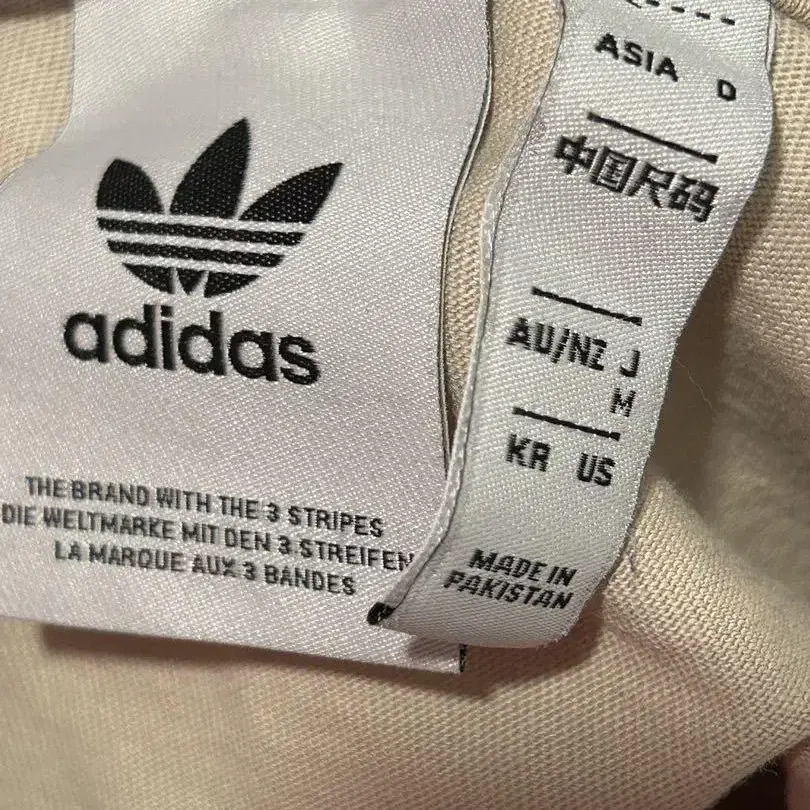 adidas
THE BRAND WITH THE 3 STRIPES
DIE WELTMARKE MIT DEN 3 STREIFEN
LA MARQUE AUX 3 BANDES
ASIA D
中国尺码
AU/NZ J
M
KR US
MADE IN
PAKISTAN